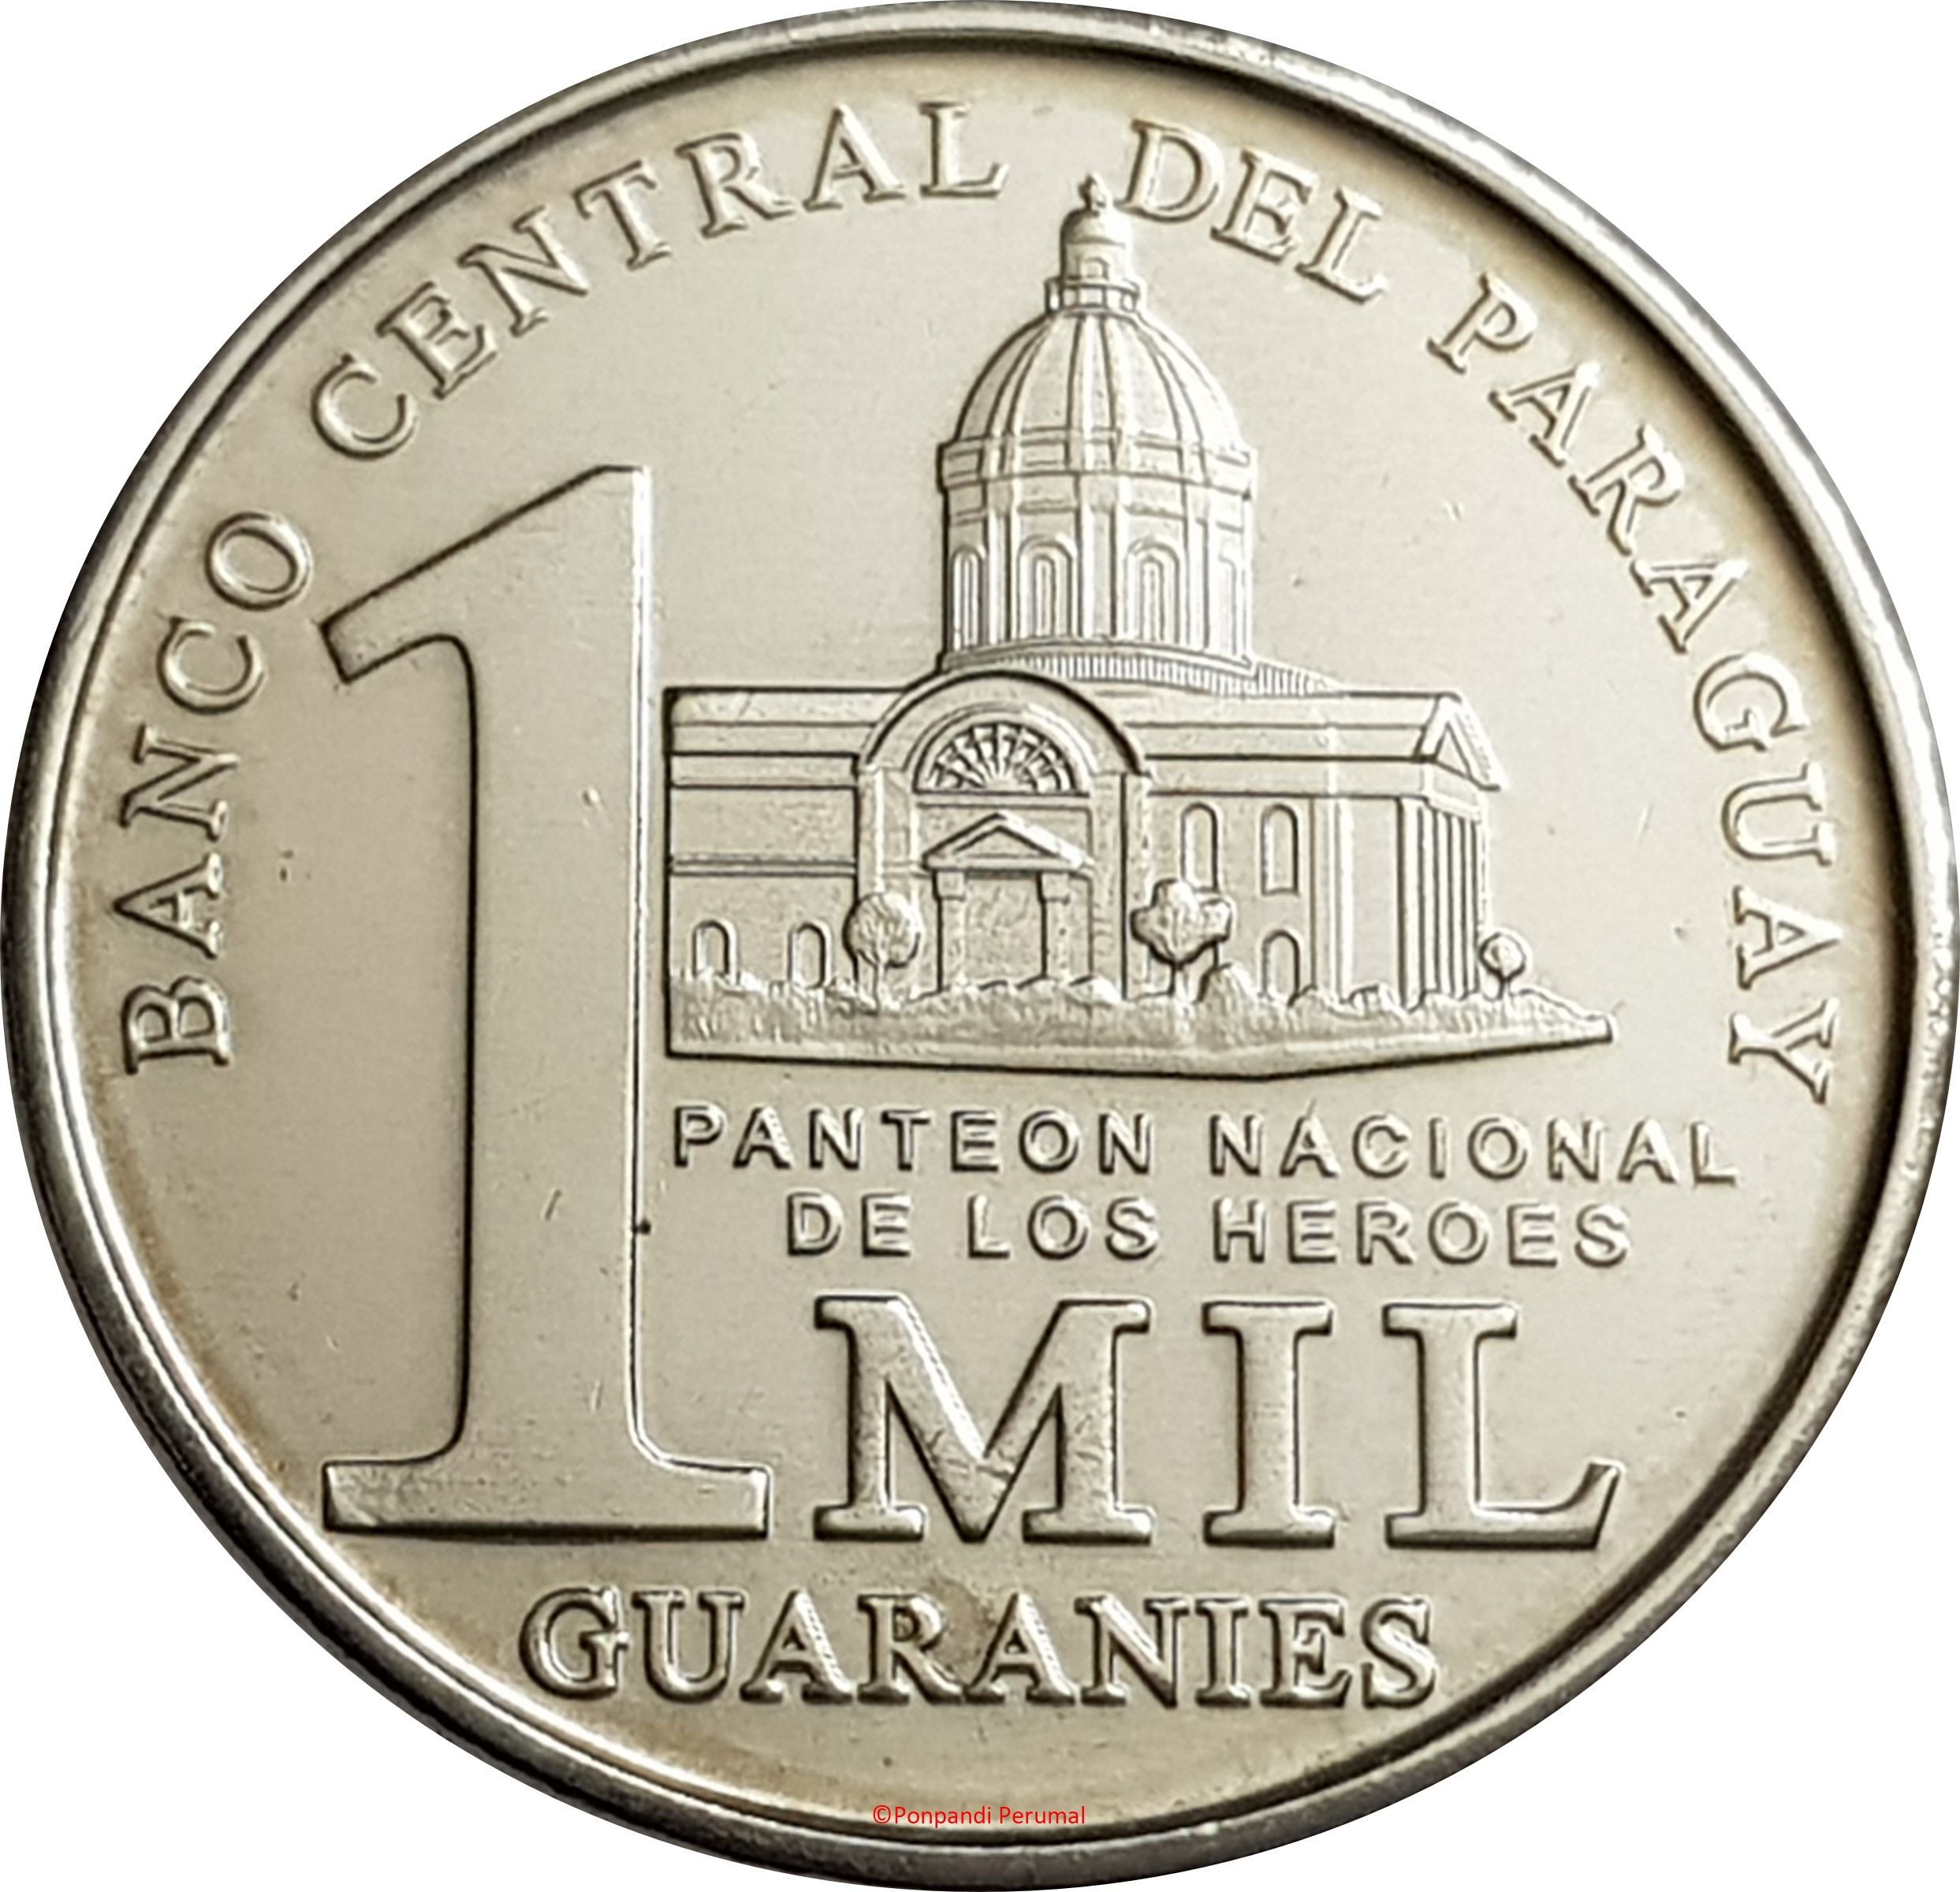 BANCO CENTRAL DEL PARAGUAY
PANTEON NACIONAL
DE LOS HEROES
1 MIL
GUARANIES
©Ponpandi Perumal